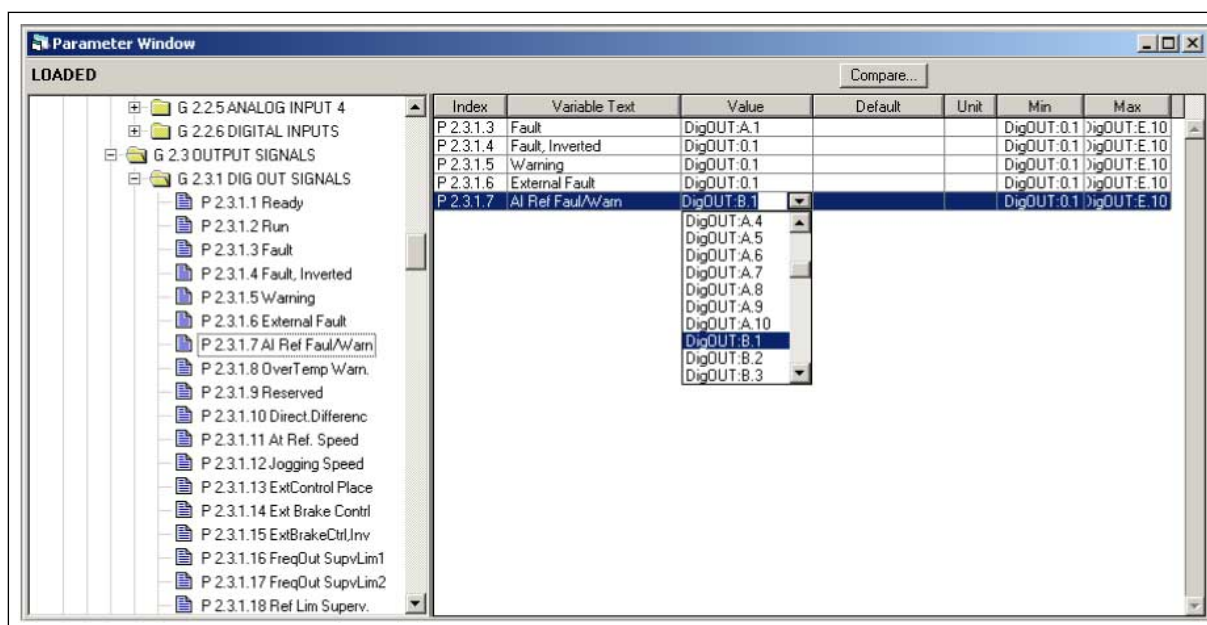 Parameter Window
LOADED
Compare...
G 2.2.5 ANALOG INPUT 4
G 2.2.6 DIGITAL INPUTS
G 2.3 OUTPUT SIGNALS
G 2.3.1 DIG OUT SIGNALS
P 2.3.1.1 Ready
P 2.3.1.2 Run
P 2.3.1.3 Fault
P 2.3.1.4 Fault, Inverted
P 2.3.1.5 Warning
P 2.3.1.6 External Fault
P 2.3.1.7 AI Ref Faul/Warn
P 2.3.1.8 OverTemp Warn.
P 2.3.1.9 Reserved
P 2.3.1.10 Direct.Differenc
P 2.3.1.11 At Ref. Speed
P 2.3.1.12 Jogging Speed
P 2.3.1.13 ExtControl Place
P 2.3.1.14 Ext Brake Contrl
P 2.3.1.15 ExtBrakeCtrl,Inv
P 2.3.1.16 FreqOut SupvLim1
P 2.3.1.17 FreqOut SupvLim2
P 2.3.1.18 Ref Lim Superv.
Index Variable Text Value Default Unit Min Max
P 2.3.1.3 Fault DigOUT:A.1 DigOUT:0.1 DigOUT:E.10
P 2.3.1.4 Fault, Inverted DigOUT:0.1 DigOUT:0.1 DigOUT:E.10
P 2.3.1.5 Warning DigOUT:0.1 DigOUT:0.1 DigOUT:E.10
P 2.3.1.6 External Fault DigOUT:0.1 DigOUT:0.1 DigOUT:E.10
P 2.3.1.7 AI Ref Faul/Warn DigOUT:B.1 DigOUT:0.1 DigOUT:E.10
DigOUT:A.4
DigOUT:A.5
DigOUT:A.6
DigOUT:A.7
DigOUT:A.8
DigOUT:A.9
DigOUT:A.10
DigOUT:B.1
DigOUT:B.2
DigOUT:B.3